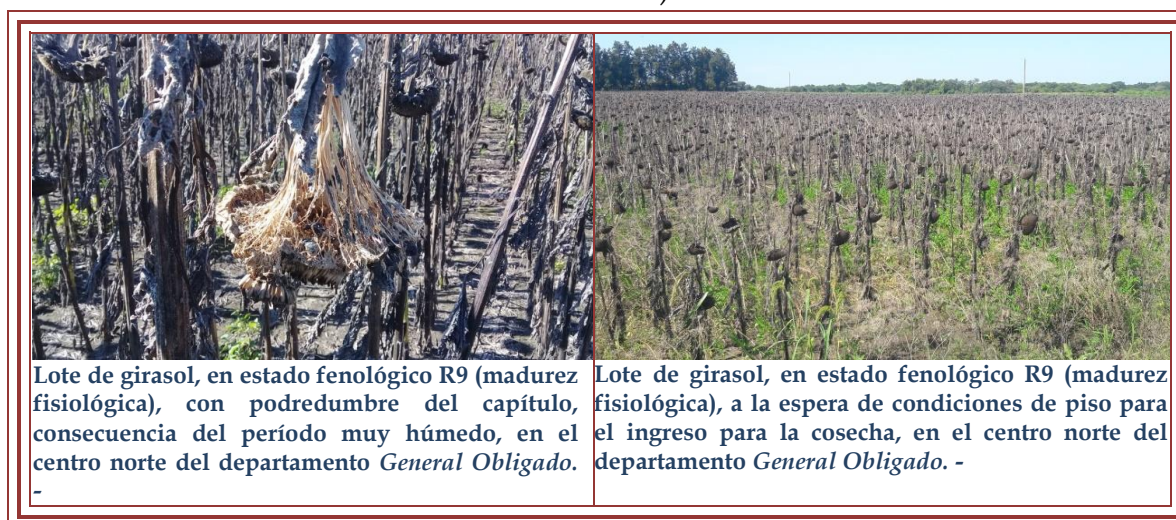 Lote de girasol, en estado fenológico R9 (madurez
fisiológica), con podredumbre del capítulo,
consecuencia del período muy húmedo, en el
centro norte del departamento General Obligado.
-
Lote de girasol, en estado fenológico R9 (madurez
fisiológica), a la espera de condiciones de piso para
el ingreso para la cosecha, en el centro norte del
departamento General Obligado. -